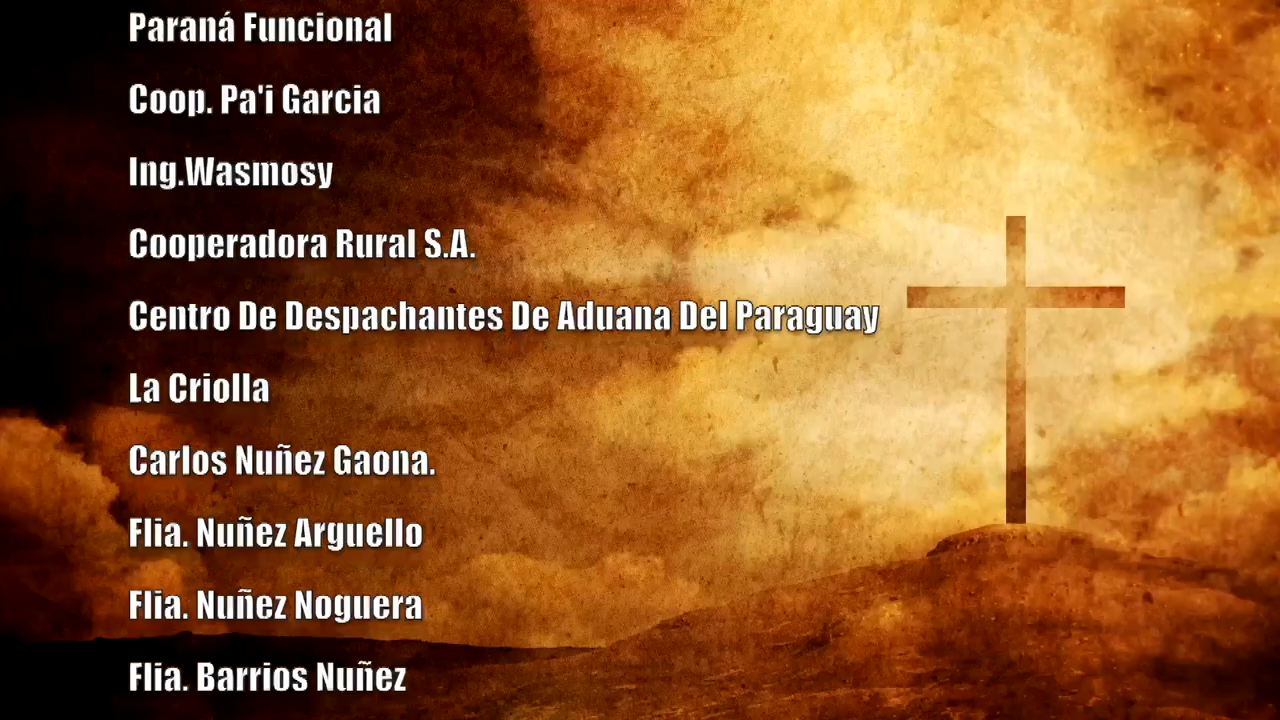 Paraná Funcional
Coop. Pa'i Garcia
Ing.Wasmosy
Cooperadora Rural S.A.
Centro De Despachantes De Aduana Del Paraguay
La Criolla
Carlos Nuñez Gaona.
Flia. Nuñez Arguello
Flia. Nuñez Noguera
Flia. Barrios Nuñez